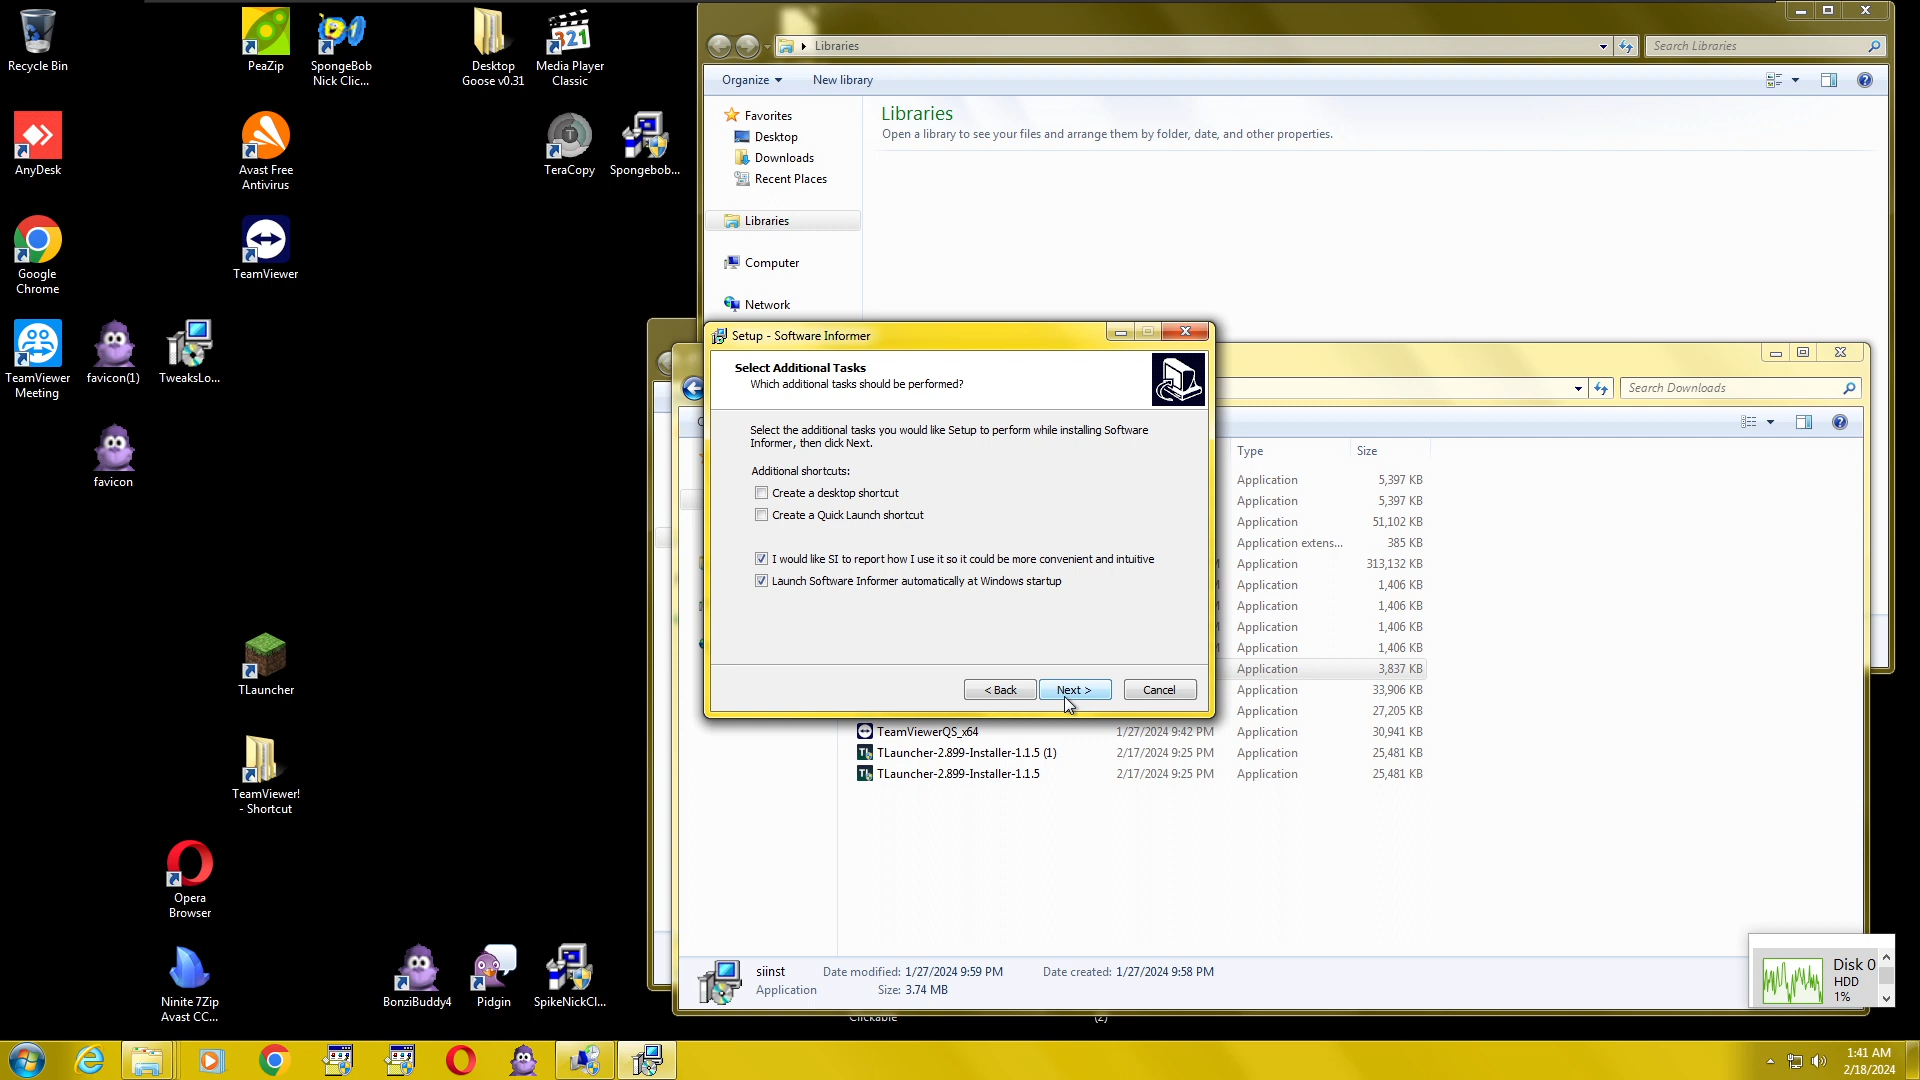 Recycle Bin
PeaZip
SpongeBob
Nick Clic...
Desktop
Goose v0.31
Media Player
Classic
321
AnyDesk
Avast Free
Antivirus
TeraCopy
Spongebob...
Google
Chrome
TeamViewer
TeamViewer
Meeting
favicon(1)
TweaksLo...
favicon
TLauncher
TeamViewer!
- Shortcut
Opera
Browser
Ninite 7Zip
Avast CC...
BonziBuddy4
Pidgin
SpikeNickCl...
Libraries
Search Libraries
Organize
New library
Favorites
Desktop
Downloads
Recent Places
Libraries
Computer
Network
Libraries
Open a library to see your files and arrange them by folder, date, and other properties.
Setup - Software Informer
Select Additional Tasks
Which additional tasks should be performed?
Select the additional tasks you would like Setup to perform while installing Software
Informer, then click Next.
Additional shortcuts:
Create a desktop shortcut
Create a Quick Launch shortcut
I would like SI to report how I use it so it could be more convenient and intuitive
Launch Software Informer automatically at Windows startup
< Back
Next >
Cancel
Search Downloads
Type Size
Application 5,397 KB
Application 5,397 KB
Application 51,102 KB
Application extens... 385 KB
Application 313,132 KB
Application 1,406 KB
Application 1,406 KB
Application 1,406 KB
Application 1,406 KB
Application 3,837 KB
Application 33,906 KB
Application 27,205 KB
TeamViewerQS_x64 1/27/2024 9:42 PM Application 30,941 KB
TLauncher-2.899-Installer-1.1.5 (1) 2/17/2024 9:25 PM Application 25,481 KB
TLauncher-2.899-Installer-1.1.5 2/17/2024 9:25 PM Application 25,481 KB
siinst Date modified: 1/27/2024 9:59 PM Date created: 1/27/2024 9:58 PM
Application Size: 3.74 MB
Clickable (2)
Disk 0
HDD
1%
1:41 AM
2/18/2024